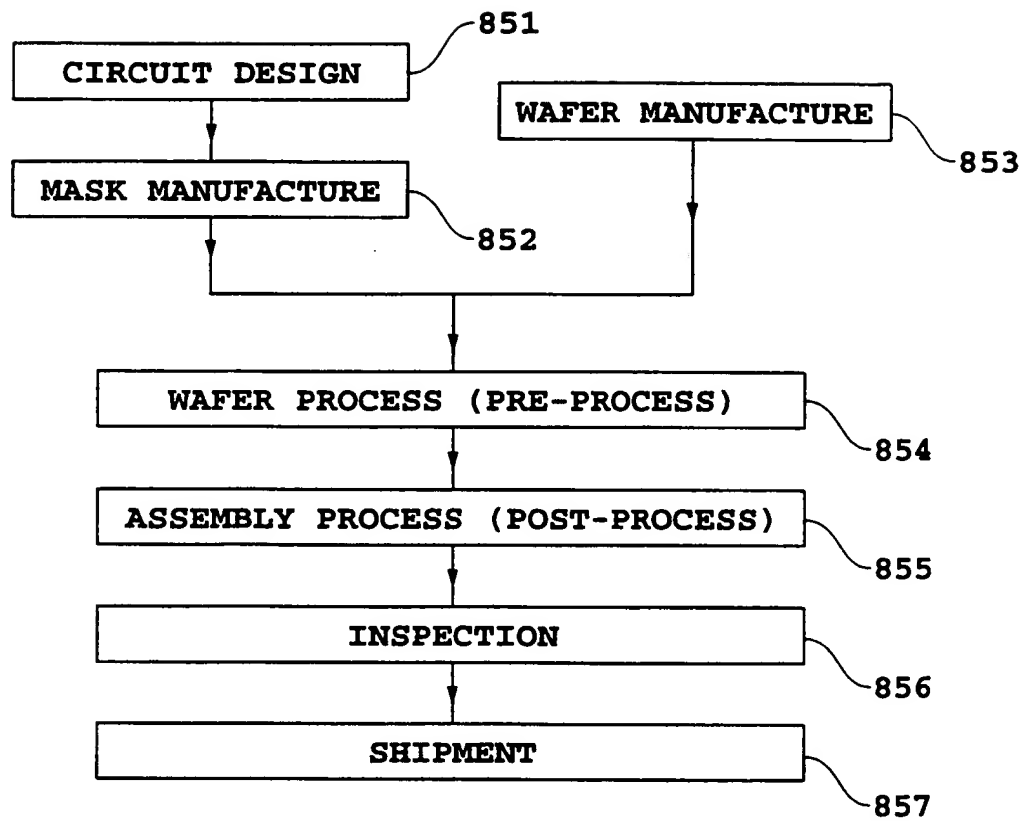 851
CIRCUIT DESIGN
WAFER MANUFACTURE
853
MASK MANUFACTURE
852
WAFER PROCESS (PRE-PROCESS)
854
ASSEMBLY PROCESS (POST-PROCESS)
855
INSPECTION
856
SHIPMENT
857